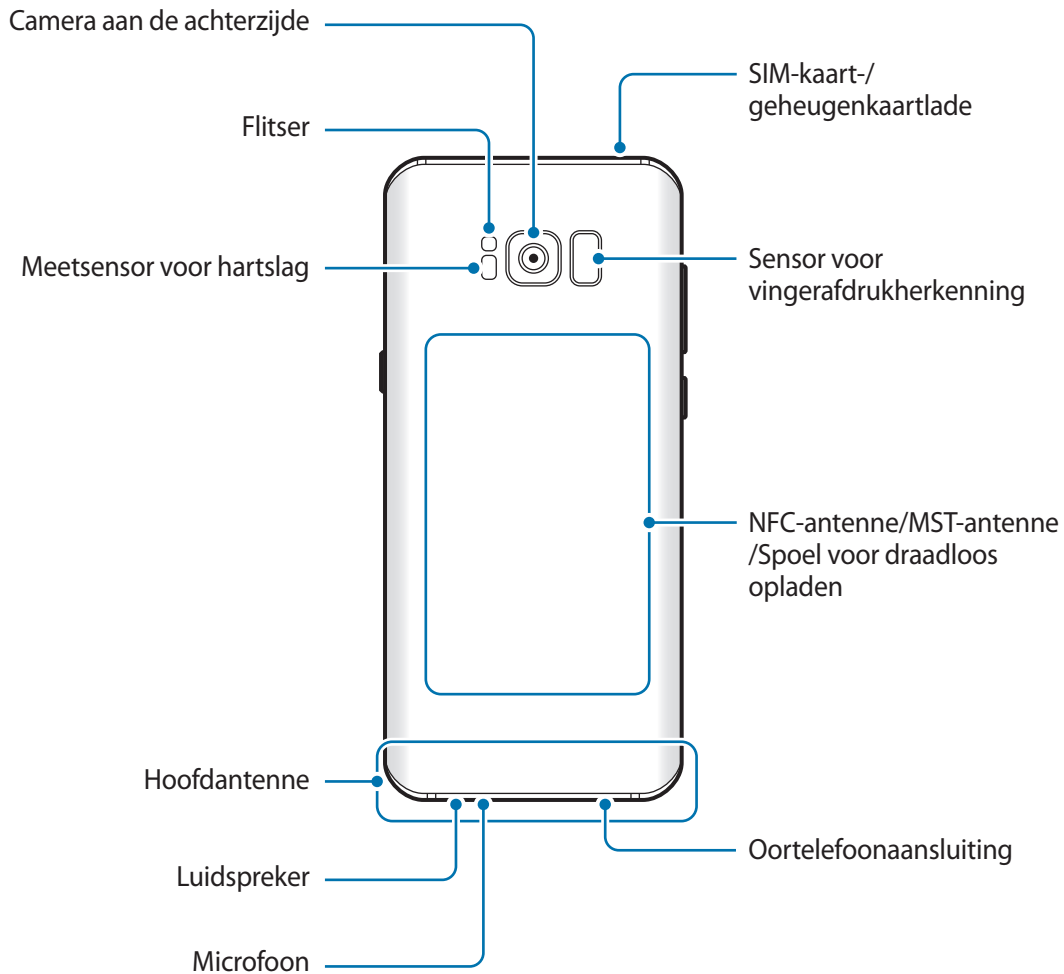 Camera aan de achterzijde
Flitser
Meetsensor voor hartslag
Hoofdantenne
Luidspreker
Microfoon
SIM-kaart-/
geheugenkaartlade
Sensor voor
vingerafdrukherkenning
NFC-antenne/MST-antenne
/Spoel voor draadloos
opladen
Oortelefoonaansluiting